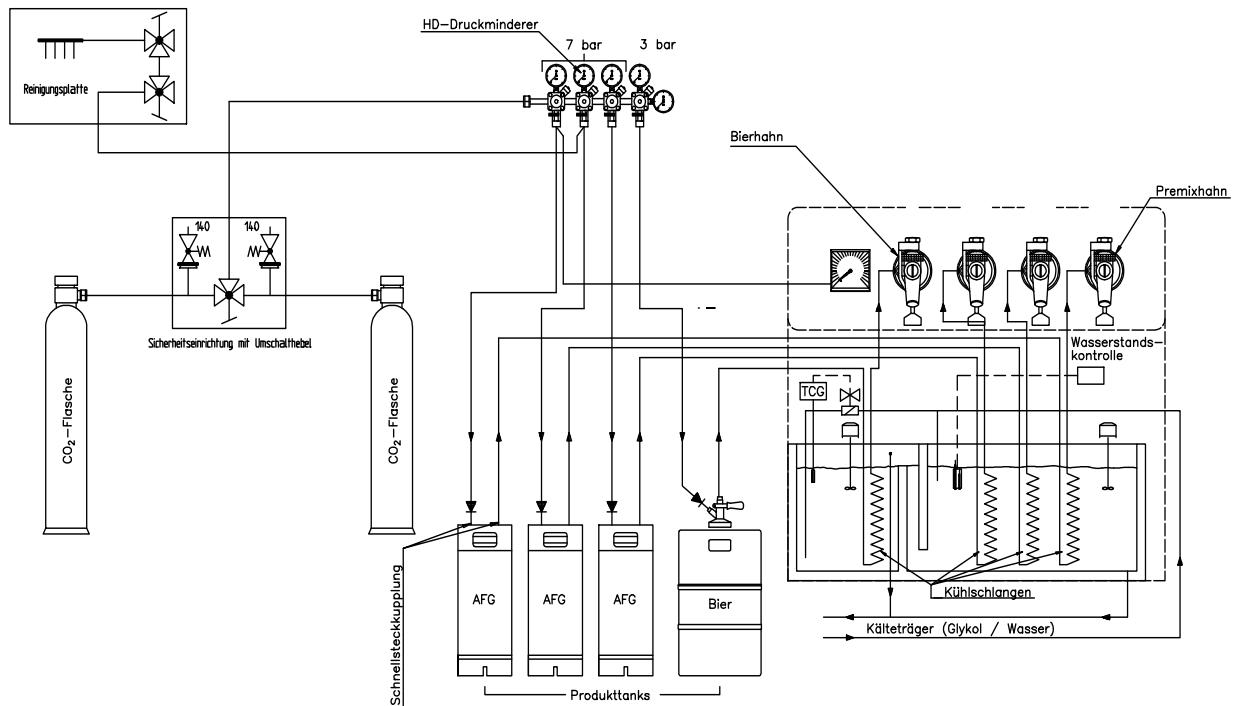 HD–Druckminderer
7 bar
3 bar
Reinigungsplatte
Bierhahn
Premixhahn
140
140
Sicherheitseinrichtung mit Umschalthebel
Wasserstands–
kontrolle
TCG
CO₂–Flasche
CO₂–Flasche
Schnellsteckkupplung
AFG
AFG
AFG
Bier
Kühlschlangen
Kälteträger (Glykol / Wasser)
Produkttanks